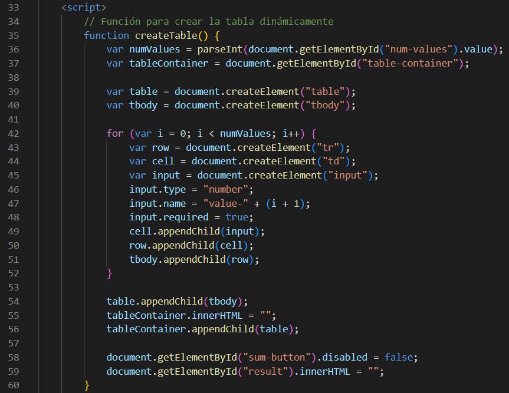 33 <script>
34 // Función para crear la tabla dinámicamente
35 function createTable() {
36 var numValues = parseInt(document.getElementById("num-values").value);
37 var tableContainer = document.getElementById("table-container");
38
39 var table = document.createElement("table");
40 var tbody = document.createElement("tbody");
41
42 for (var i = 0; i < numValues; i++) {
43 var row = document.createElement("tr");
44 var cell = document.createElement("td");
45 var input = document.createElement("input");
46 input.type = "number";
47 input.name = "value-" + (i + 1);
48 input.required = true;
49 cell.appendChild(input);
50 row.appendChild(cell);
51 tbody.appendChild(row);
52 }
53
54 table.appendChild(tbody);
55 tableContainer.innerHTML = "";
56 tableContainer.appendChild(table);
57
58 document.getElementById("sum-button").disabled = false;
59 document.getElementById("result").innerHTML = "";
60 }